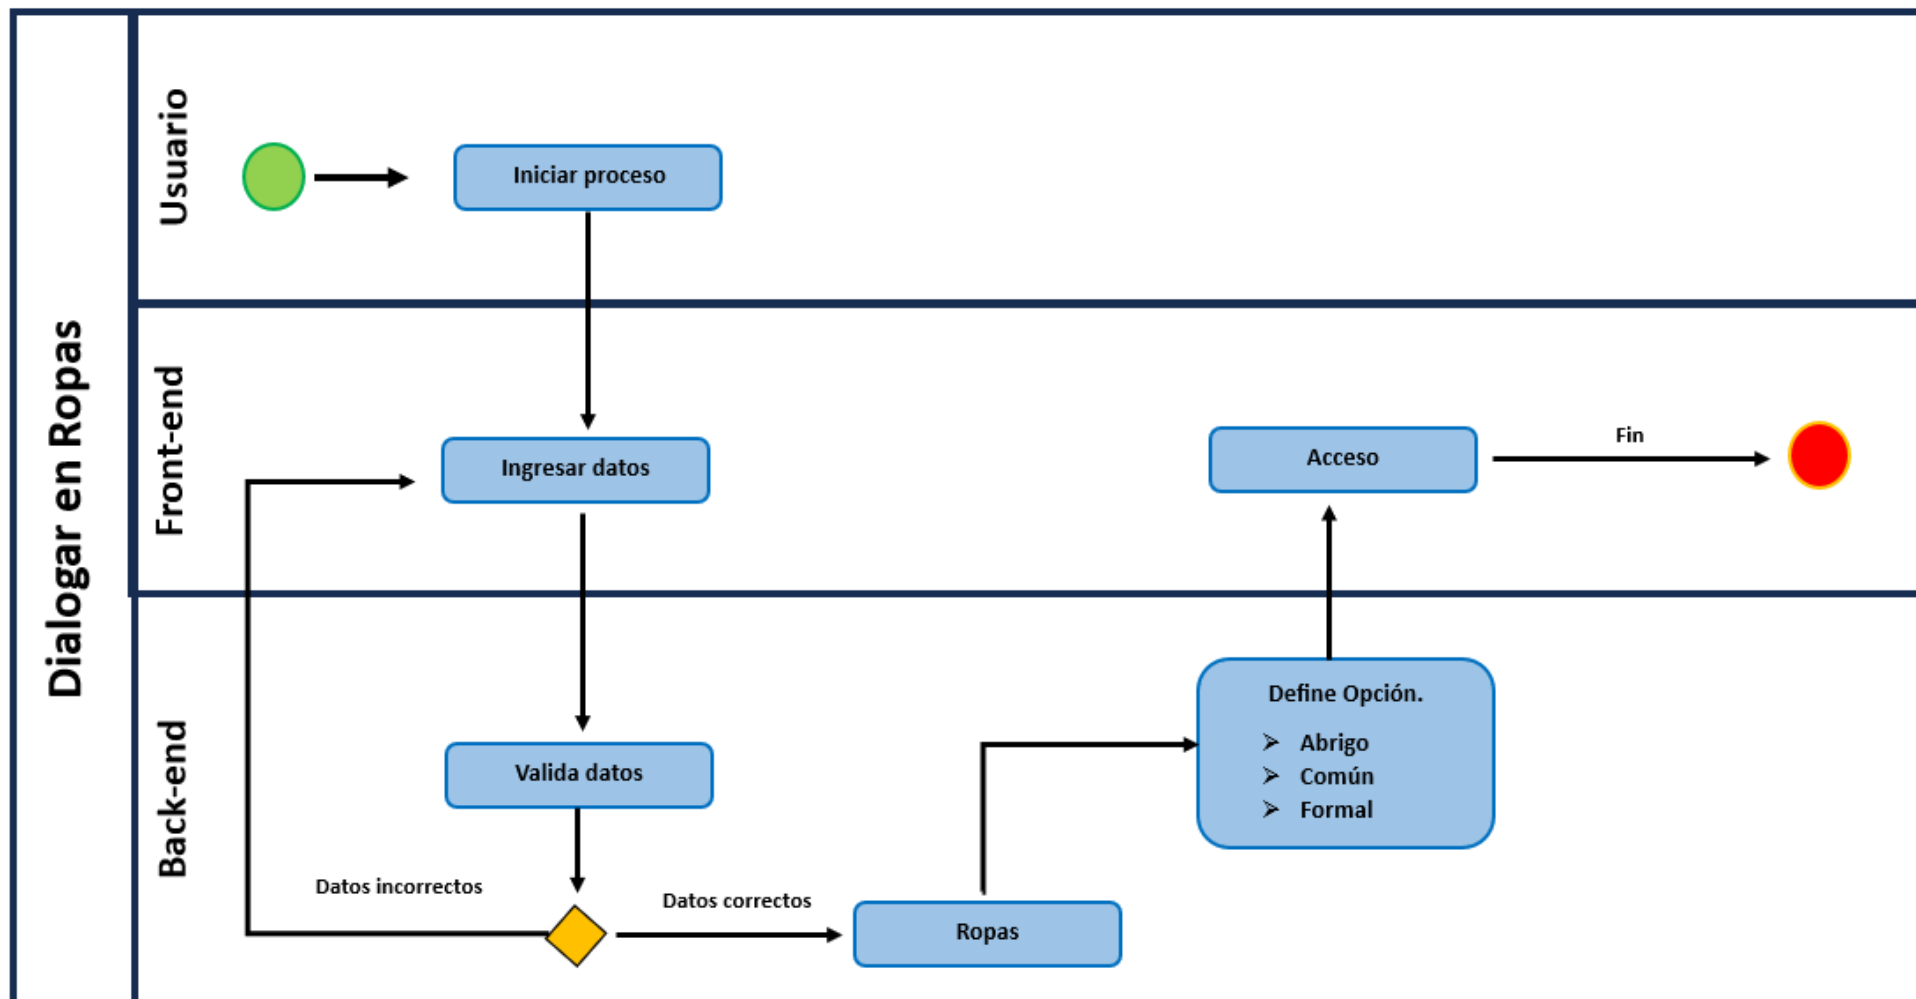 Dialogar en Ropas
Usuario
Iniciar proceso
Front-end
Ingresar datos
Acceso
Fin
Back-end
Valida datos
Datos incorrectos
Datos correctos
Ropas
Define Opción.
Abrigo
Común
Formal